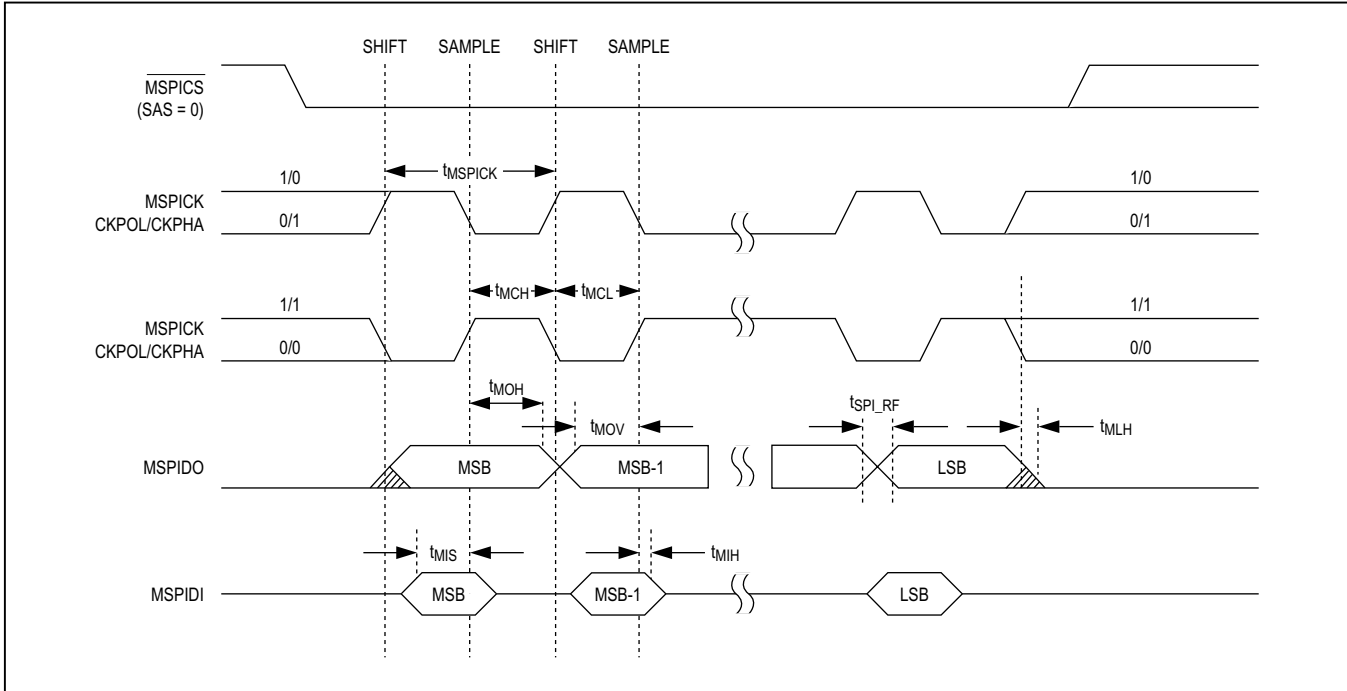 SHIFT SAMPLE SHIFT SAMPLE
MSPICS
(SAS = 0)
tMSPICK
1/0 1/0
MSPICK
CKPOL/CKPHA
0/1 0/1
tMCH tMCL
1/1 1/1
MSPICK
CKPOL/CKPHA
0/0 0/0
tMOH tMOV tSPI_RF tMLH
MSPIDO MSB MSB-1 LSB
tMIS tMIH
MSPIDI MSB MSB-1 LSB